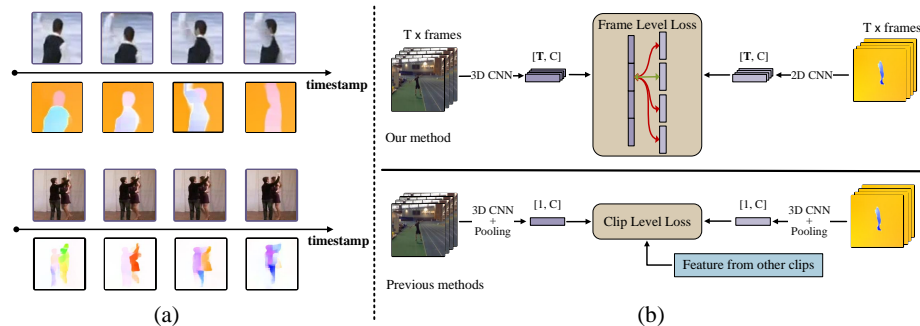 timestamp
timestamp
(a)
T x frames
3D CNN
[T, C]
Frame Level Loss
[T, C]
2D CNN
T x frames
Our method
3D CNN
+
Pooling
[1, C]
Clip Level Loss
[1, C]
3D CNN
+
Pooling
Feature from other clips
Previous methods
(b)